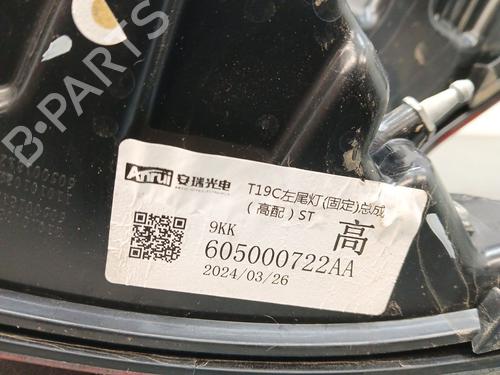 B-PARTS
Anrui 安瑞光电
T19C左尾灯(固定)总成
(高配) ST
高
9KK
605000722AA
2024/03/26